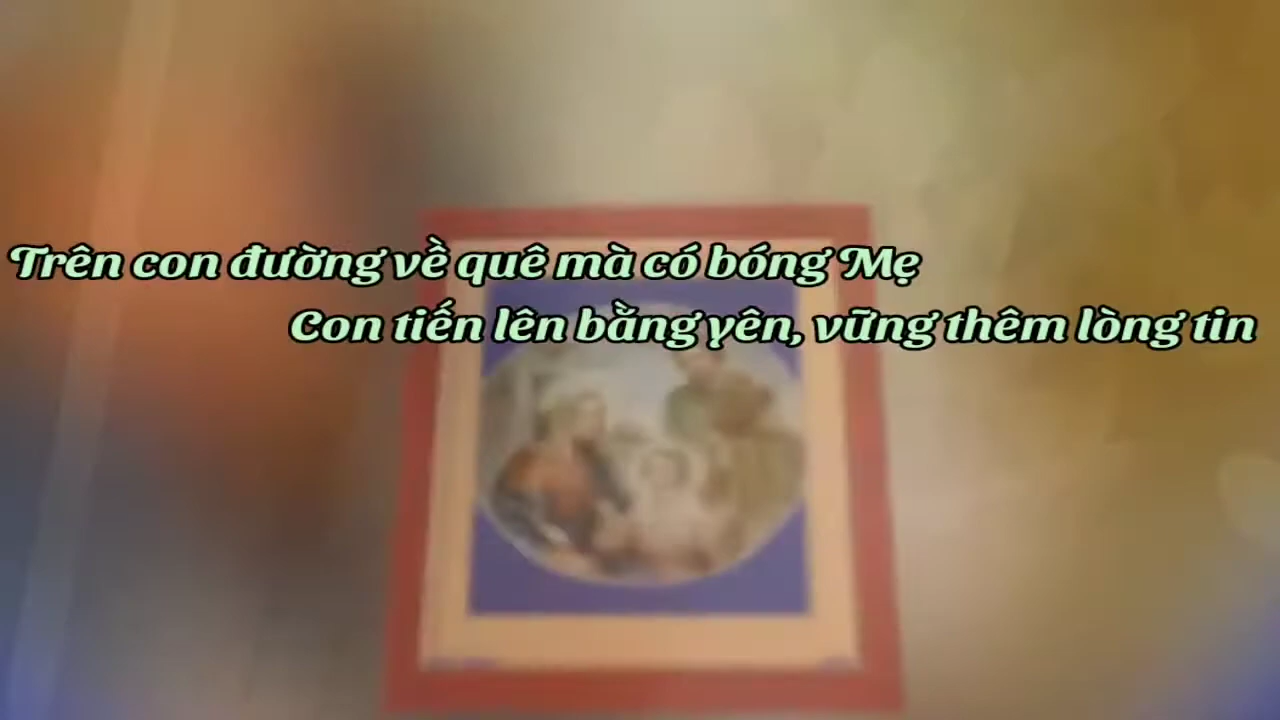 Trên con đường về quê mà có bóng Mẹ
Con tiến lên bằng yên, vững thêm lòng tin